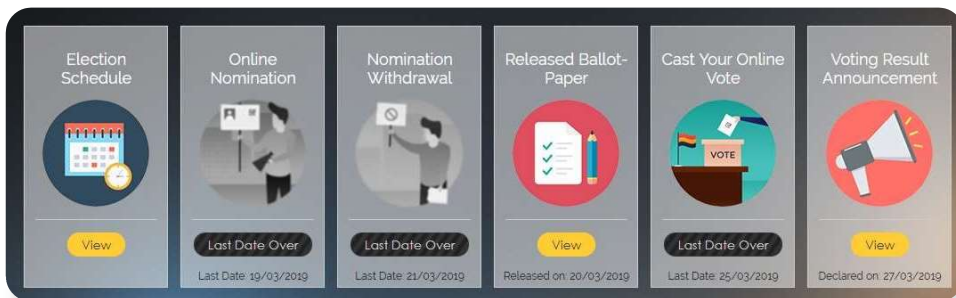 Election
Schedule
View
Online
Nomination
Last Date Over
Last Date: 19/03/2019
Nomination
Withdrawal
Last Date Over
Last Date: 21/03/2019
Released Ballot-
Paper
View
Released on: 20/03/2019
Cast Your Online
Vote
VOTE
Last Date Over
Last Date: 25/03/2019
Voting Result
Announcement
View
Declared on: 27/03/2019